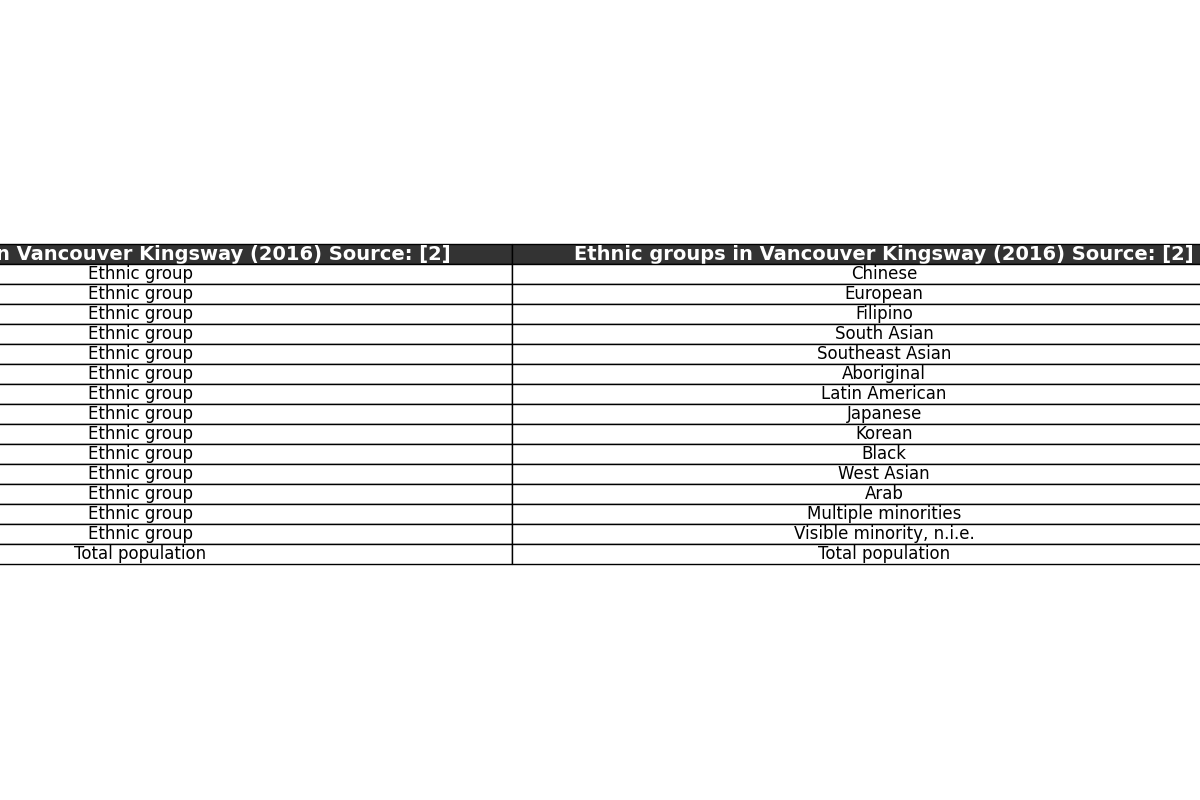 n Vancouver Kingsway (2016) Source: [2] Ethnic groups in Vancouver Kingsway (2016) Source: [2]
Ethnic group Chinese
Ethnic group European
Ethnic group Filipino
Ethnic group South Asian
Ethnic group Southeast Asian
Ethnic group Aboriginal
Ethnic group Latin American
Ethnic group Japanese
Ethnic group Korean
Ethnic group Black
Ethnic group West Asian
Ethnic group Arab
Ethnic group Multiple minorities
Ethnic group Visible minority, n.i.e.
Total population Total population